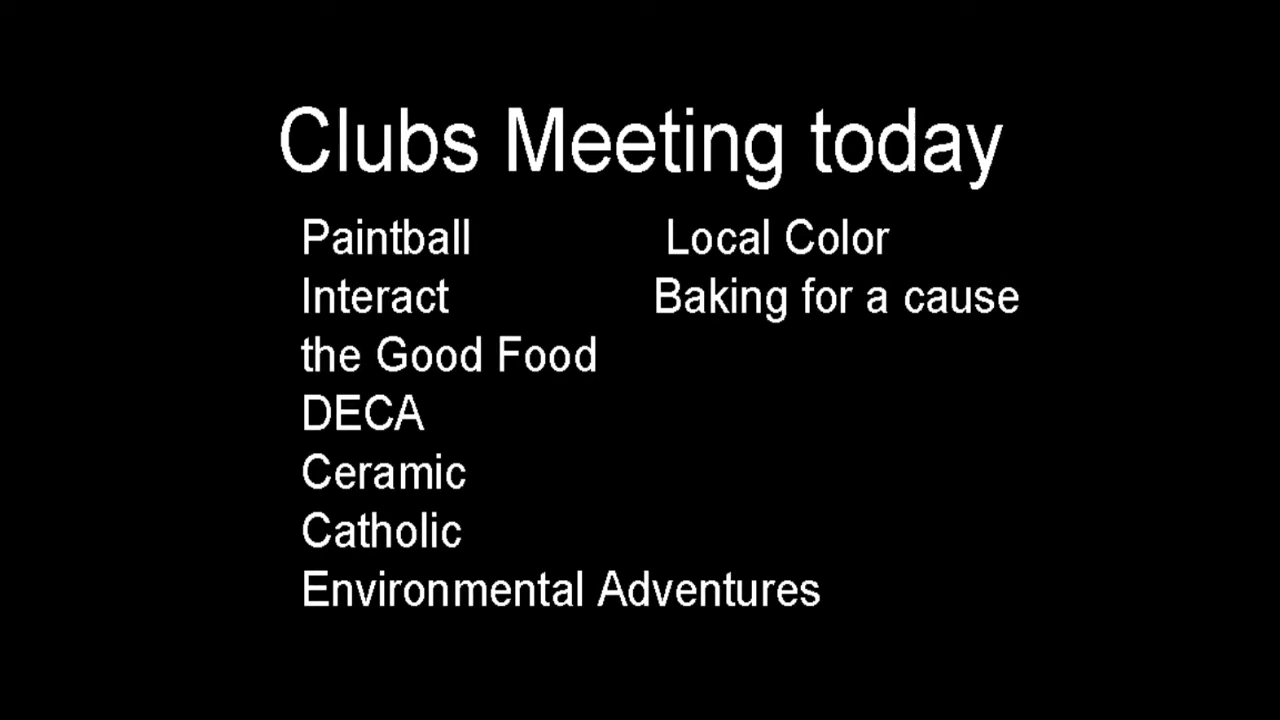 Clubs Meeting today
Paintball Local Color
Interact Baking for a cause
the Good Food
DECA
Ceramic
Catholic
Environmental Adventures